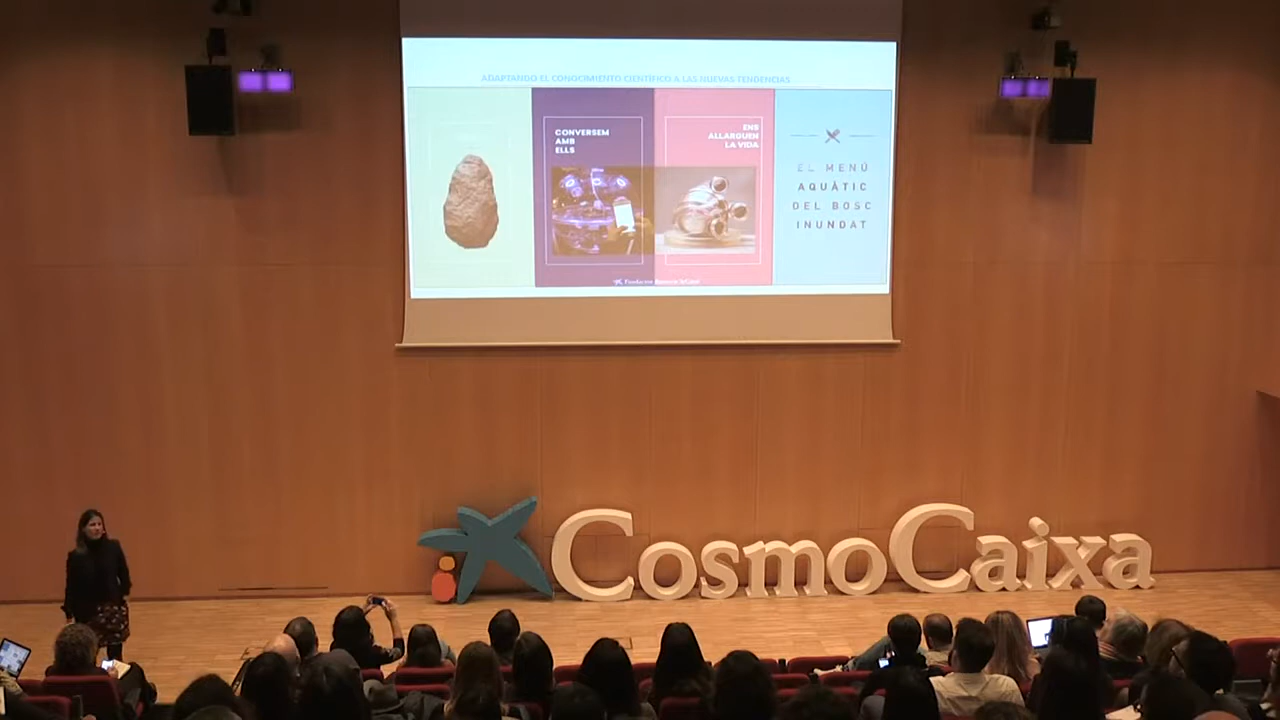 ADAPTANDO EL CONOCIMIENTO CIENTÍFICO A LAS NUEVAS TENDENCIAS
CONVERSEM
AMB
ELLS
ENS
ALLARGUEN
LA VIDA
EL MENÚ
AQUÀTIC
DEL BOSC
INUNDAT
CosmoCaixa